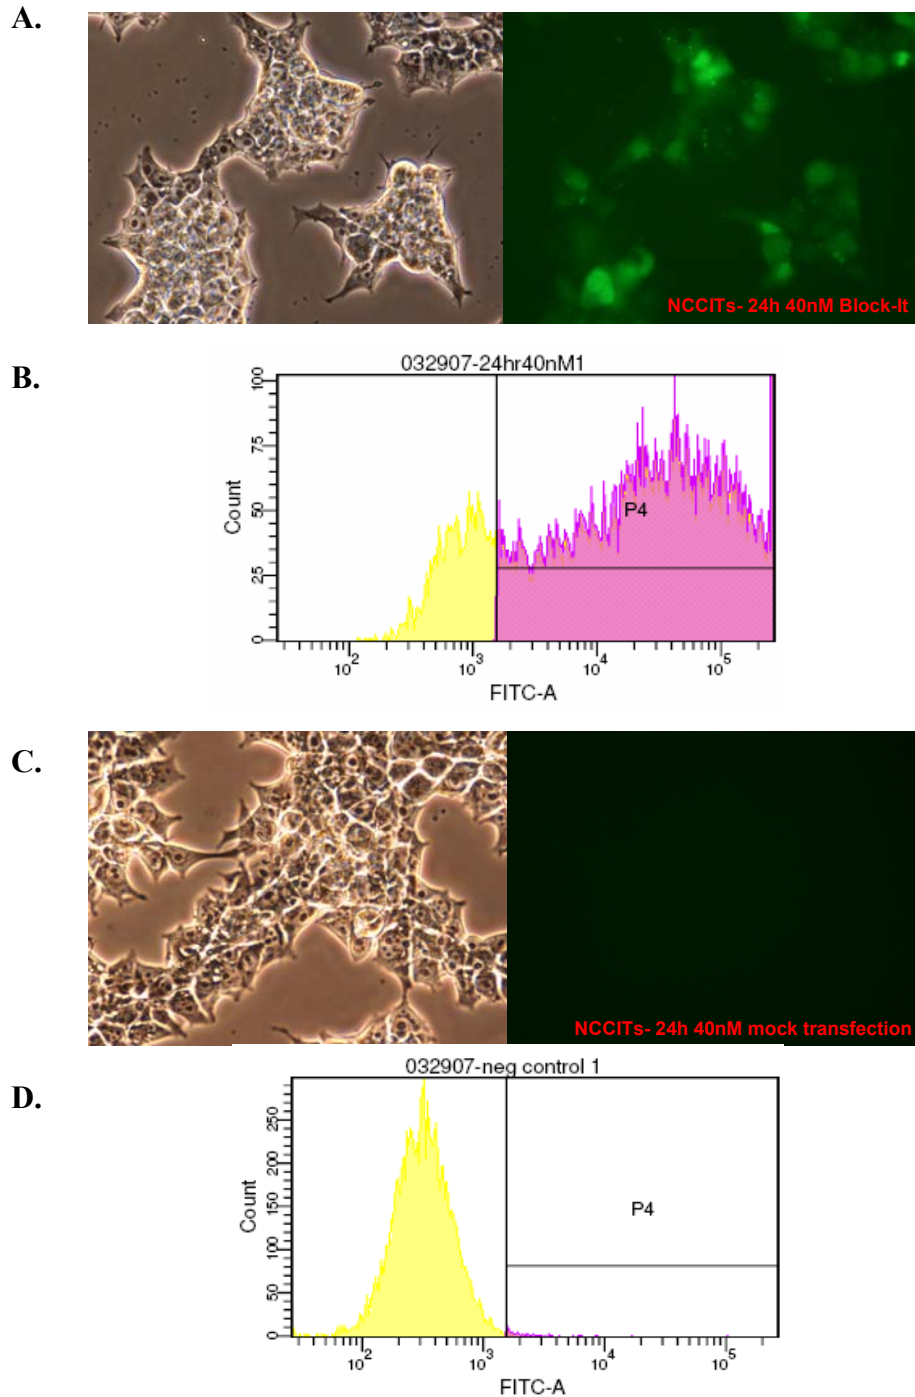 A.
NCCITs- 24h 40nM Block-It
B.
032907-24hr40nM1
100
75
50
25
0
Count
P4
10^2 10^3 10^4 10^5
FITC-A
C.
NCCITs- 24h 40nM mock transfection
D.
032907-neg control 1
250
200
150
100
50
0
Count
P4
10^2 10^3 10^4 10^5
FITC-A